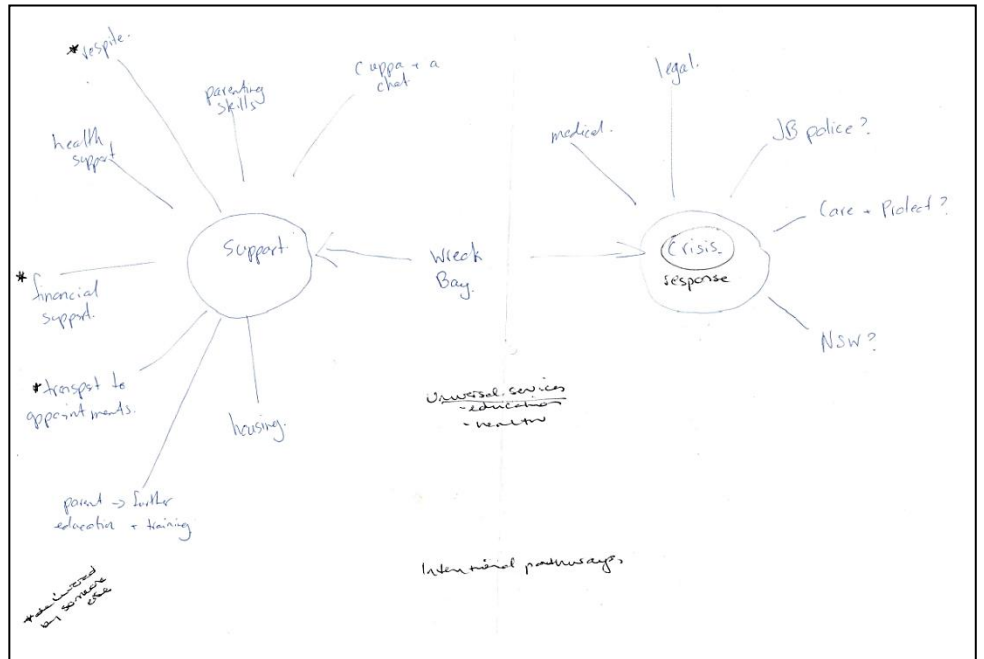 *respite.
parenting
skills
Cuppa + a
chat
health
support
Support.
*
financial
support.
*transport to
appointments.
housing.
parent -> further
education + training
Wreck
Bay.
legal.
medical.
JB police?
Care + Protect?
Crisis.
response
NSW?
Universal services
-education
-health
Intentional pathways
by someone
else